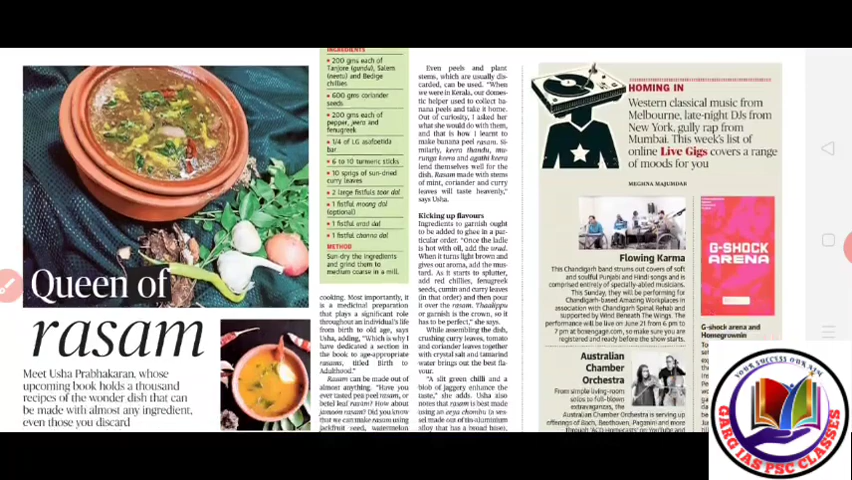 Queen of
rasam
Meet Usha Prabhakaran, whose
upcoming book holds a thousand
recipes of the wonder dish that can
be made with almost any ingredient,
even those you discard
INGREDIENTS
200 gms each of
Tanjore (gundu), Salem
(neetu) and Bedige
chillies
600 gms coriander
seeds
200 gms each of
pepper, jeera and
fenugreek
1/4 of LG asafoetida
bar
6 to 10 turmeric sticks
10 sprigs of sun-dried
curry leaves
2 large fistfuls toor dal
1 fistful moong dal
(optional)
1 fistful urad dal
1 fistful channa dal
METHOD
Sun-dry the ingredients
and grind them to
medium coarse in a mill.
cooking. Most importantly, it
is a medicinal preparation
that plays a significant role
throughout an individual's life
from birth to old age, says
Usha, adding, "Which is why I
have dedicated a section in
the book to age-appropriate
rasams, titled Birth to
Adulthood."
Rasam can be made out of
almost anything. "Have you
ever tasted pea peel rasam, or
betel leaf rasam? How about
jamoon rasam? Did you know
that we can make rasam using
jackfruit seed, watermelon
Even peels and plant
stems, which are usually dis-
carded, can be used. "When
we were in Kerala, our domes-
tic helper used to collect ba-
nana peels and take it home.
Out of curiosity, I asked her
what she would do with them,
and that is how I learnt to
make banana peel rasam. Si-
milarly, keera thandu, mu-
runga keera and agathi keera
lend themselves well for the
dish. Rasam made with stems
of mint, coriander and curry
leaves will taste heavenly,"
says Usha.
Kicking up flavours
Ingredients to garnish ought
to be added to ghee in a par-
ticular order. "Once the ladle
is hot with oil, add the urad.
When it turns light brown and
gives our aroma, add the mus-
tard. As it starts to splutter,
add red chillies, fenugreek
seeds, cumin and curry leaves
(in that order) and then pour
it over the rasam. Thaalippu
or garnish is the crown, so it
has to be perfect," she says.
While assembling the dish,
crushing curry leaves, tomato
and coriander leaves together
with crystal salt and tamarind
water brings out the best fla-
vour.
"A slit green chilli and a
blob of jaggery enhance the
taste," she adds. Usha also
notes that rasam is best made
using an eeya chombu (a ves-
sel made out of tin-aluminium
alloy that has a broad base,
HOMING IN
Western classical music from
Melbourne, late-night DJs from
New York, gully rap from
Mumbai. This week's list of
online Live Gigs covers a range
of moods for you
MEGHNA MAJUMDAR
Flowing Karma
This Chandigarh band strums out covers of soft
and soulful Punjabi and Hindi songs and is
comprised entirely of specially-abled musicians.
This Sunday, they will be performing for
Chandigarh-based Amazing Workplaces in
association with Chandigarh Spinal Rehab and
supported by Wind Beneath The Wings. The
performance will be live on June 21 from 6 pm to
7 pm at boxengage.com, so make sure you are
registered and ready before the show starts.
Australian
Chamber
Orchestra
From simple living-room
solos to full-blown
extravagances, the
Australian Chamber Orchestra is serving up
offerings of Bach, Beethoven, Paganini and more
through 'ACO Homecasts' on YouTube and
G-SHOCK
ARENA
G-Shock arena and
Homegrownin
YOUR SUCCESS OUR AIM
GARG IAS PSC CLASSES